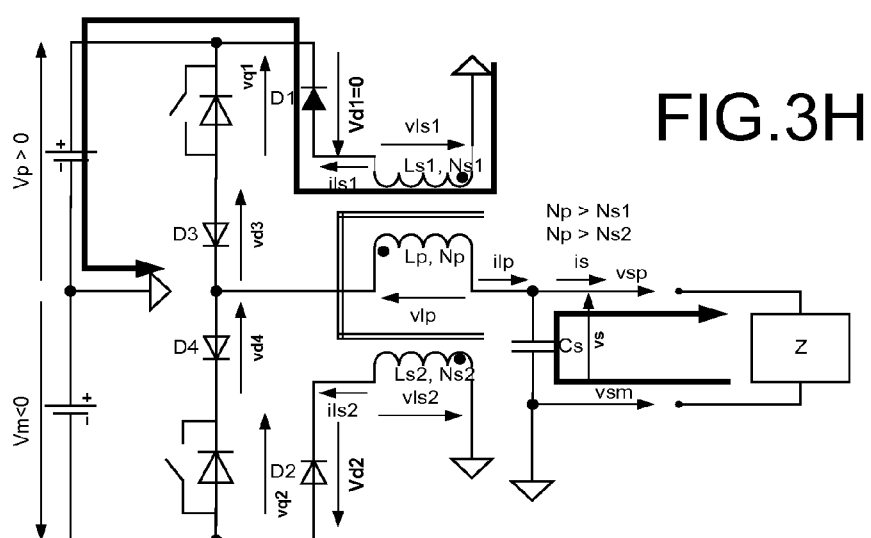 FIG.3H
Vp > 0
+
−
vq1
D1
Vd1=0
vls1
ils1
Ls1, Ns1
D3
vd3
Np > Ns1
Np > Ns2
Lp, Np
ilp
is
vsp
vlp
D4
vd4
Cs
vs
Z
Ls2, Ns2
vsm
ils2
vls2
Vm<0
+
−
D2
Vd2
vq2